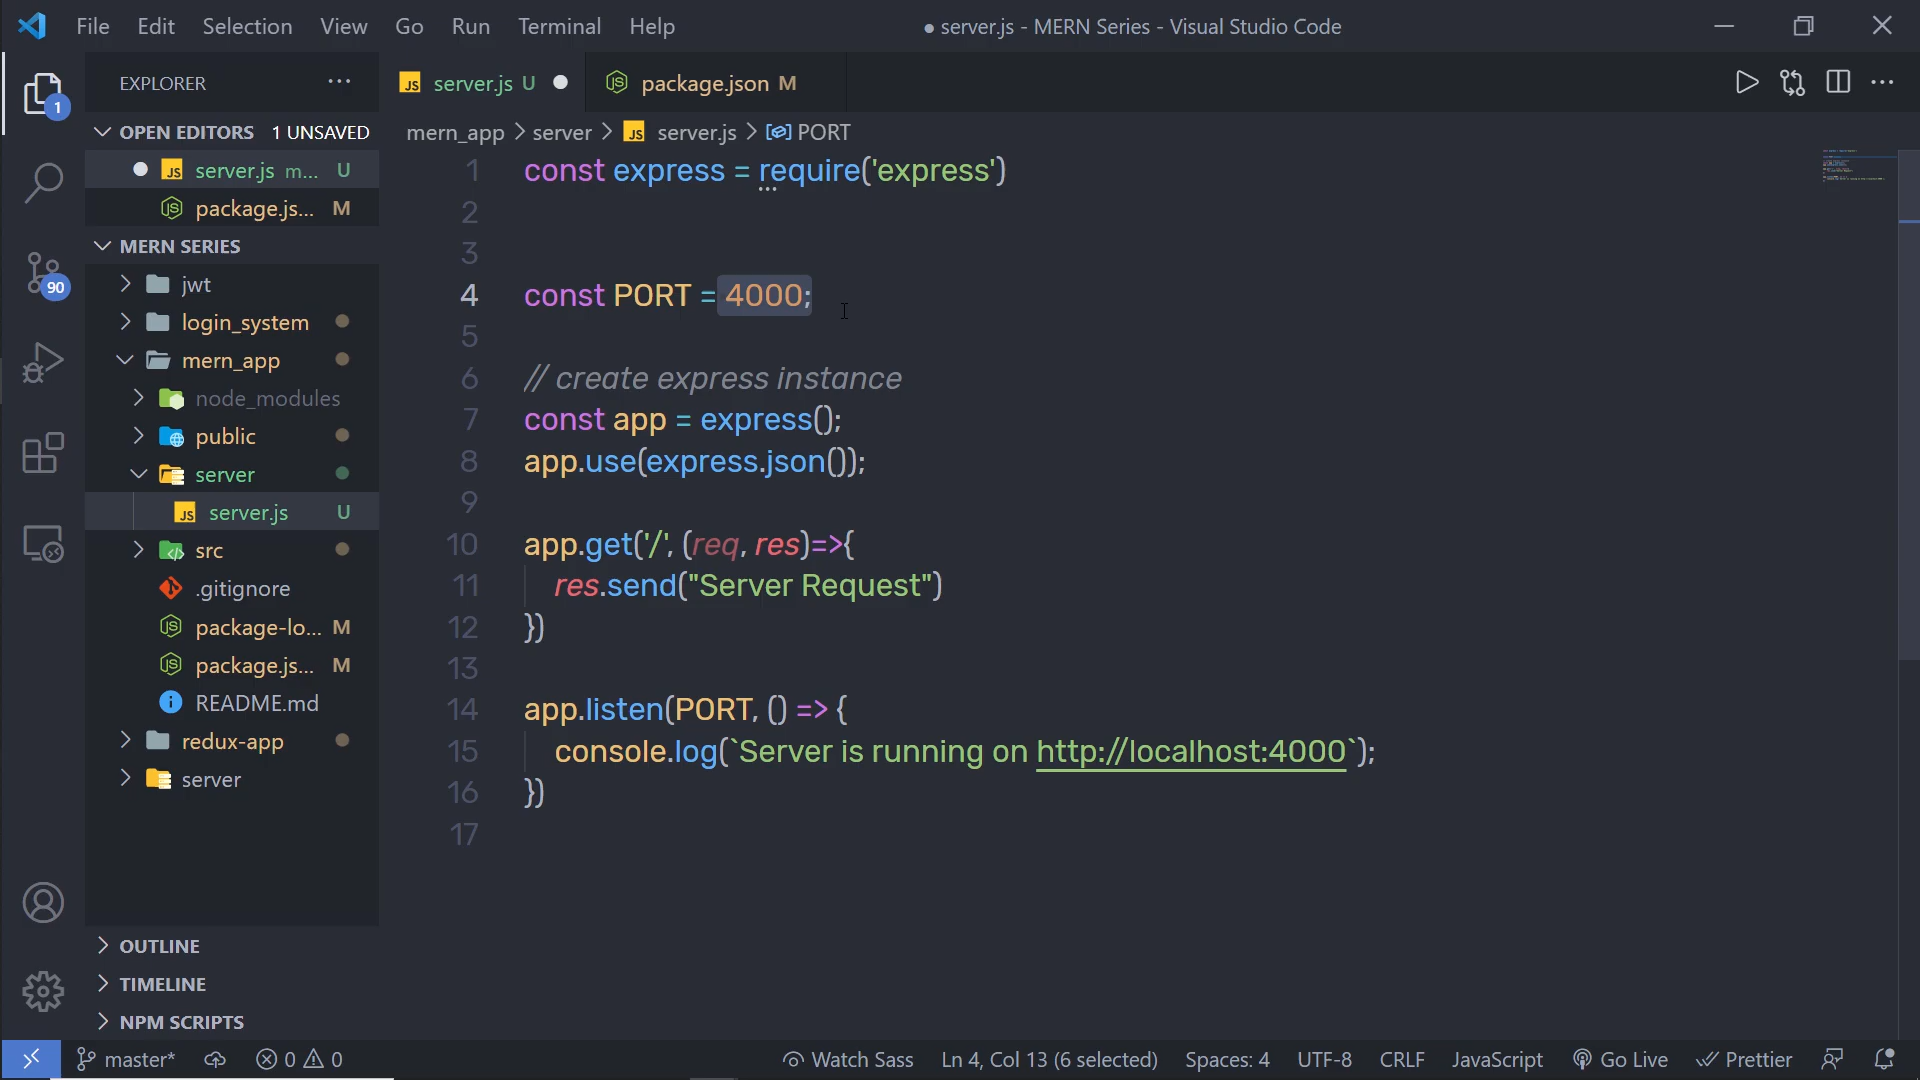 File Edit Selection View Go Run Terminal Help
● server.js - MERN Series - Visual Studio Code
EXPLORER ···
1
OPEN EDITORS 1 UNSAVED
JS server.js m... U
package.js... M
MERN SERIES
jwt
login_system
mern_app
node_modules
public
server
JS server.js U
src
.gitignore
package-lo... M
package.js... M
README.md
redux-app
server
OUTLINE
TIMELINE
NPM SCRIPTS
90
JS server.js U ●
package.json M
mern_app > server > JS server.js > PORT
1 const express = require('express')
2
3
4 const PORT = 4000;
5
6 // create express instance
7 const app = express();
8 app.use(express.json());
9
10 app.get('/', (req, res)=>{
11 res.send("Server Request")
12 })
13
14 app.listen(PORT, () => {
15 console.log(`Server is running on http://localhost:4000`);
16 })
17
master* 0 0 Watch Sass Ln 4, Col 13 (6 selected) Spaces: 4 UTF-8 CRLF JavaScript Go Live Prettier